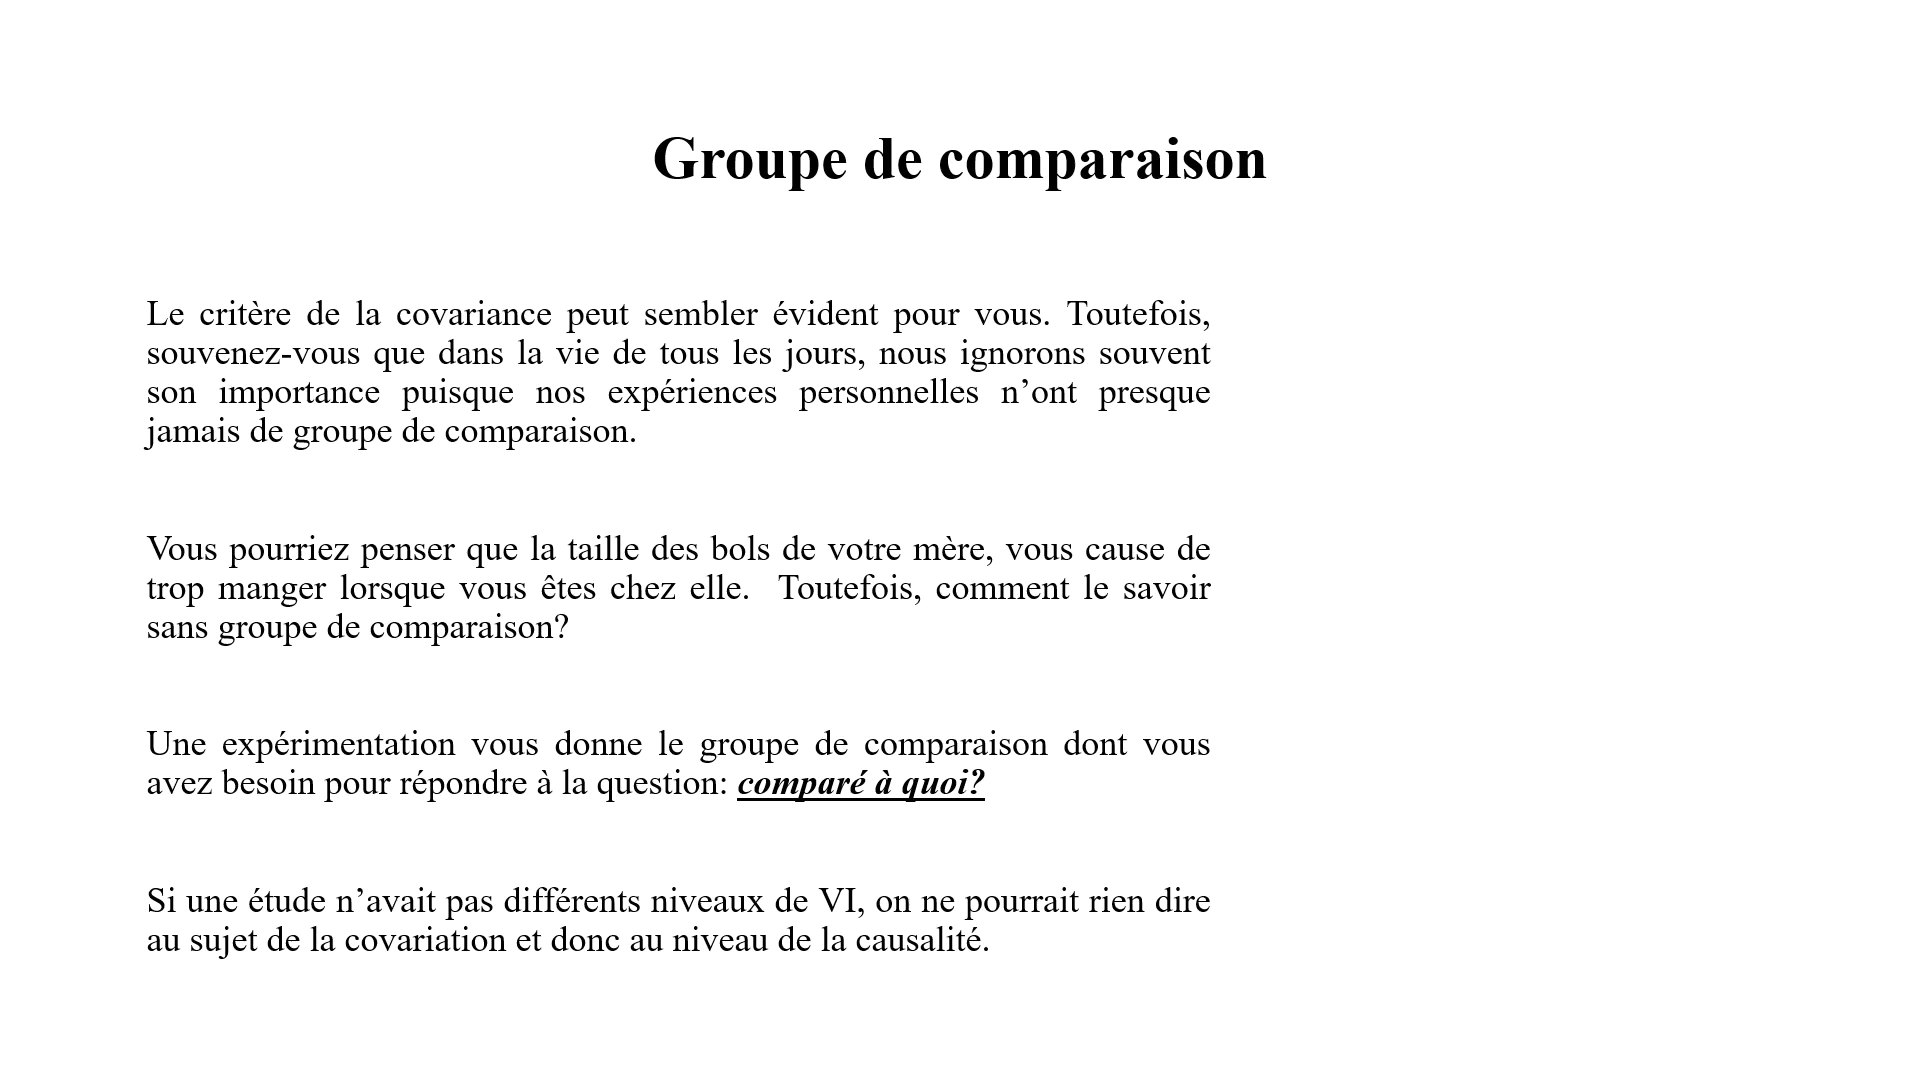 Groupe de comparaison
Le critère de la covariance peut sembler évident pour vous. Toutefois,
souvenez-vous que dans la vie de tous les jours, nous ignorons souvent
son importance puisque nos expériences personnelles n’ont presque
jamais de groupe de comparaison.
Vous pourriez penser que la taille des bols de votre mère, vous cause de
trop manger lorsque vous êtes chez elle.  Toutefois, comment le savoir
sans groupe de comparaison?
Une expérimentation vous donne le groupe de comparaison dont vous
avez besoin pour répondre à la question: comparé à quoi?
Si une étude n’avait pas différents niveaux de VI, on ne pourrait rien dire
au sujet de la covariation et donc au niveau de la causalité.